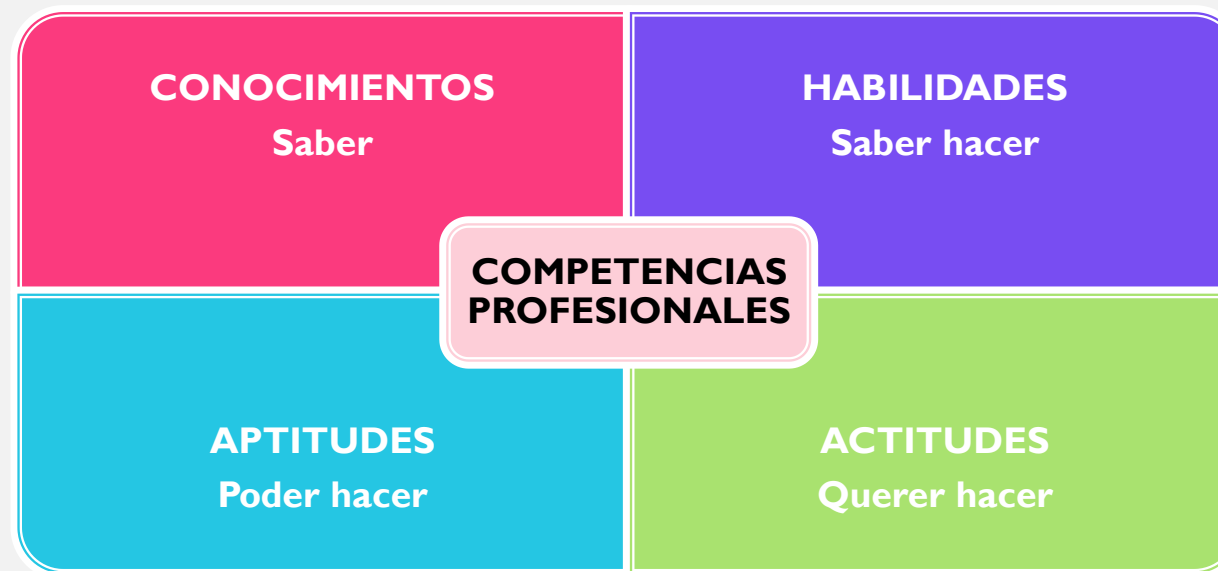 CONOCIMIENTOS
Saber
HABILIDADES
Saber hacer
COMPETENCIAS
PROFESIONALES
APTITUDES
Poder hacer
ACTITUDES
Querer hacer